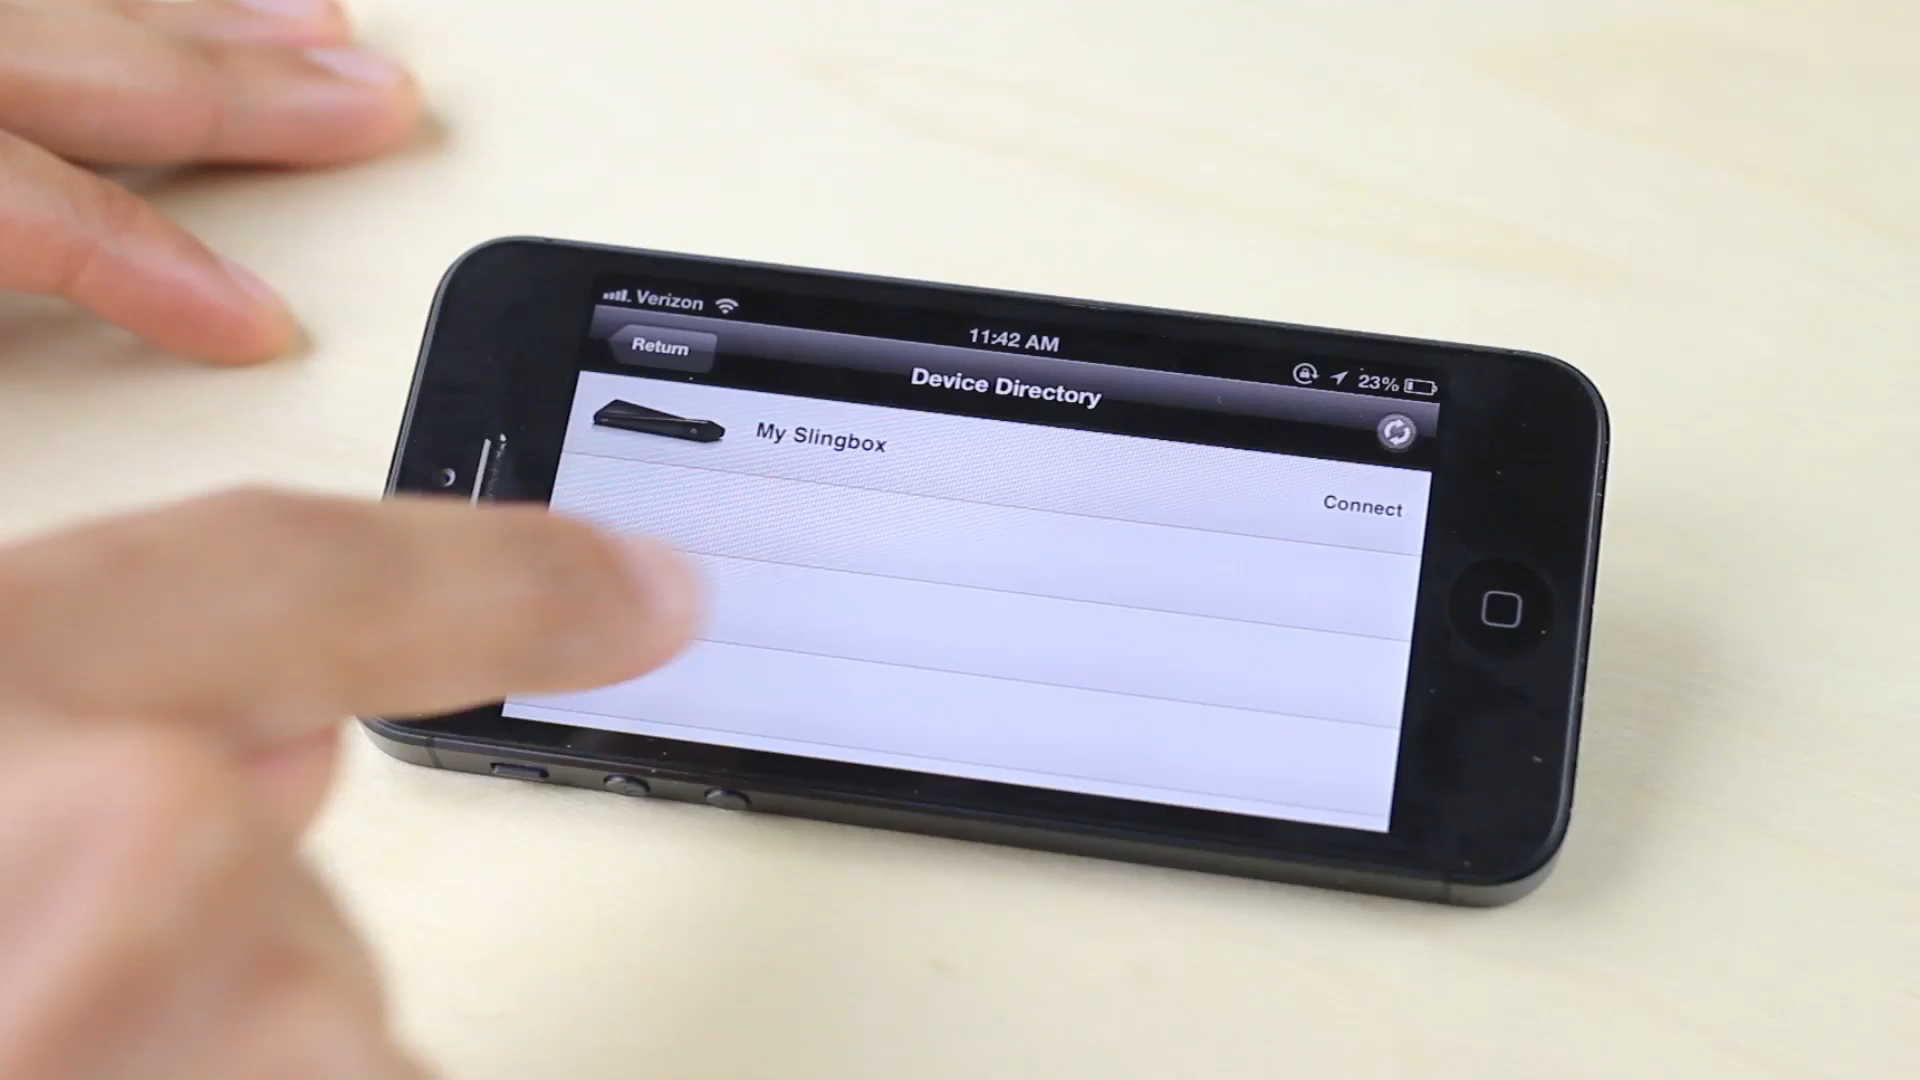 Verizon
11:42 AM
23%
Return
Device Directory
My Slingbox
Connect